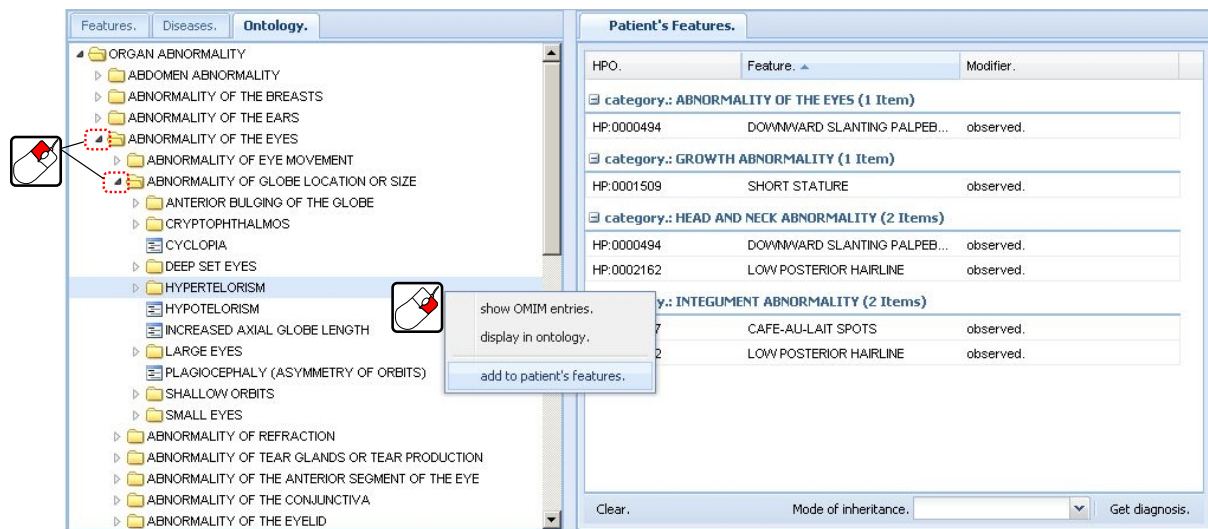 Features.
Diseases.
Ontology.
ORGAN ABNORMALITY
ABDOMEN ABNORMALITY
ABNORMALITY OF THE BREASTS
ABNORMALITY OF THE EARS
ABNORMALITY OF THE EYES
ABNORMALITY OF EYE MOVEMENT
ABNORMALITY OF GLOBE LOCATION OR SIZE
ANTERIOR BULGING OF THE GLOBE
CRYPTOPHTHALMOS
CYCLOPIA
DEEP SET EYES
HYPERTELORISM
HYPOTELORISM
INCREASED AXIAL GLOBE LENGTH
LARGE EYES
PLAGIOCEPHALY (ASYMMETRY OF ORBITS)
SHALLOW ORBITS
SMALL EYES
ABNORMALITY OF REFRACTION
ABNORMALITY OF TEAR GLANDS OR TEAR PRODUCTION
ABNORMALITY OF THE ANTERIOR SEGMENT OF THE EYE
ABNORMALITY OF THE CONJUNCTIVA
ABNORMALITY OF THE EYELID
show OMIM entries.
display in ontology.
add to patient's features.
Patient's Features.
HPO. Feature. Modifier.
category.: ABNORMALITY OF THE EYES (1 Item)
HP:0000494 DOWNWARD SLANTING PALPEB... observed.
category.: GROWTH ABNORMALITY (1 Item)
HP:0001509 SHORT STATURE observed.
category.: HEAD AND NECK ABNORMALITY (2 Items)
HP:0000494 DOWNWARD SLANTING PALPEB... observed.
HP:0002162 LOW POSTERIOR HAIRLINE observed.
y.: INTEGUMENT ABNORMALITY (2 Items)
7 CAFE-AU-LAIT SPOTS observed.
2 LOW POSTERIOR HAIRLINE observed.
Clear. Mode of inheritance. Get diagnosis.